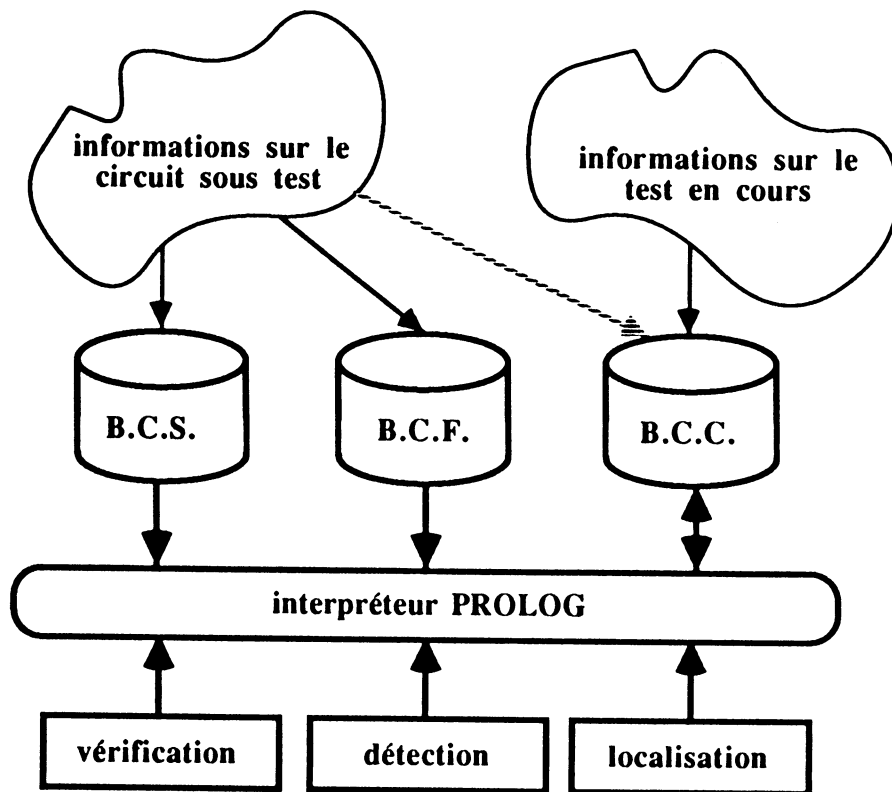 informations sur le
circuit sous test
informations sur le
test en cours
B.C.S.
B.C.F.
B.C.C.
interpréteur PROLOG
vérification
détection
localisation